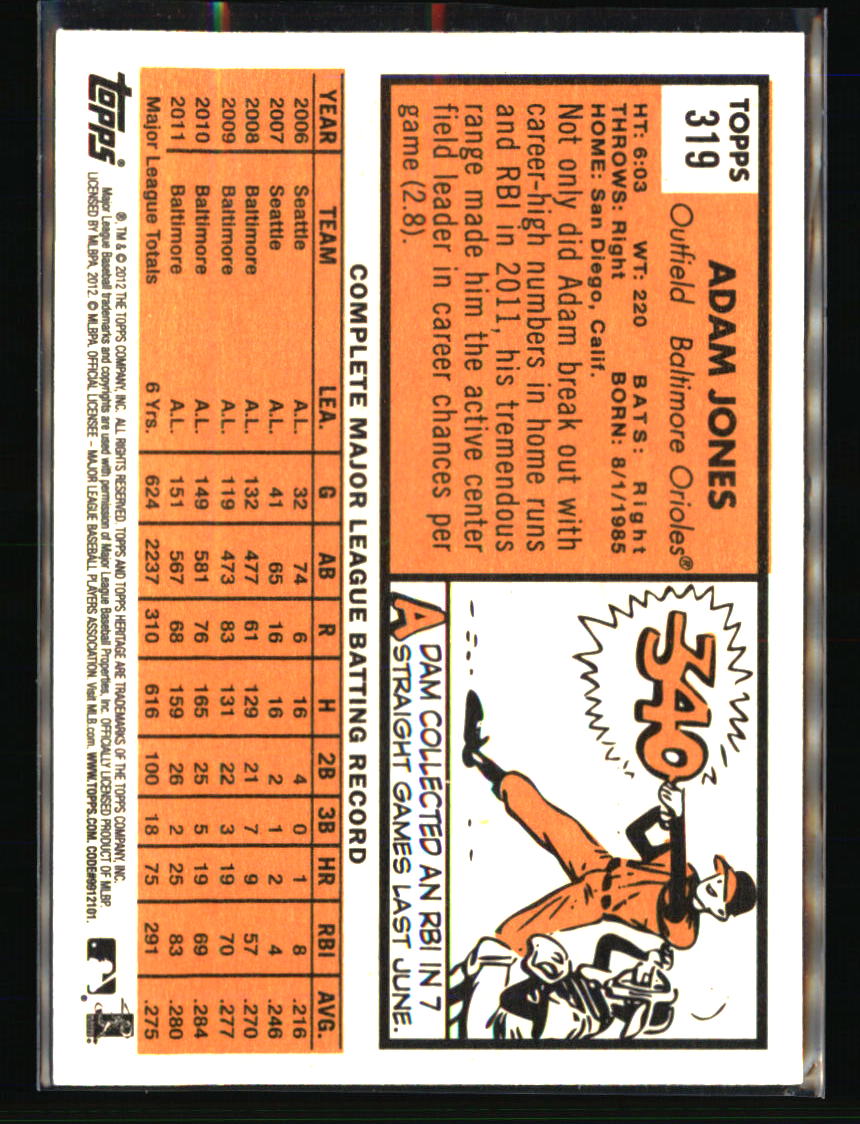 TOPPS
319
ADAM JONES
Outfield Baltimore Orioles®
HT: 6:03 WT: 220 BATS: Right
THROWS: Right BORN: 8/1/1985
HOME: San Diego, Calif.
Not only did Adam break out with
career-high numbers in home runs
and RBI in 2011, his tremendous
range made him the active center
field leader in career chances per
game (2.8).
340
ADAM COLLECTED AN RBI IN 7
STRAIGHT GAMES LAST JUNE.
COMPLETE MAJOR LEAGUE BATTING RECORD
YEAR TEAM LEA. G AB R H 2B 3B HR RBI AVG.
2006 Seattle A.L. 32 74 6 16 4 0 1 8 .216
2007 Seattle A.L. 41 65 16 16 2 1 2 4 .246
2008 Baltimore A.L. 132 477 61 129 21 7 9 57 .270
2009 Baltimore A.L. 119 473 83 131 22 3 19 70 .277
2010 Baltimore A.L. 149 581 76 165 25 5 19 69 .284
2011 Baltimore A.L. 151 567 68 159 26 2 25 83 .280
Major League Totals 6 Yrs. 624 2237 310 616 100 18 75 291 .275
topps®
®, TM & © 2012 THE TOPPS COMPANY, INC. ALL RIGHTS RESERVED. TOPPS AND TOPPS HERITAGE ARE TRADEMARKS OF THE TOPPS COMPANY, INC.
Major League Baseball trademarks and copyrights are used with permission of Major League Baseball Properties, Inc. OFFICIALLY LICENSED PRODUCT OF MLBP.
LICENSED BY MLBPA, 2012. © MLBPA, OFFICIAL LICENSEE – MAJOR LEAGUE BASEBALL PLAYERS ASSOCIATION. Visit MLB.com. WWW.TOPPS.COM. CODE#9912101.